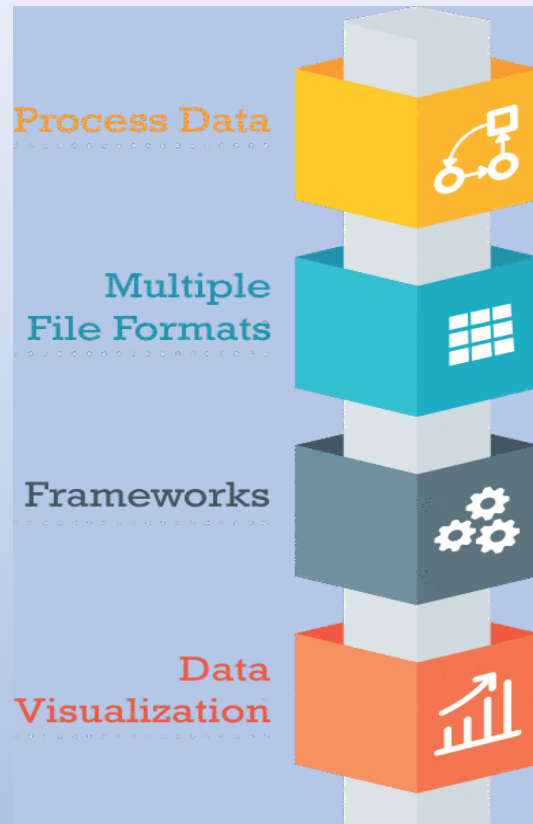 Process Data
Multiple
File Formats
Frameworks
Data
Visualization